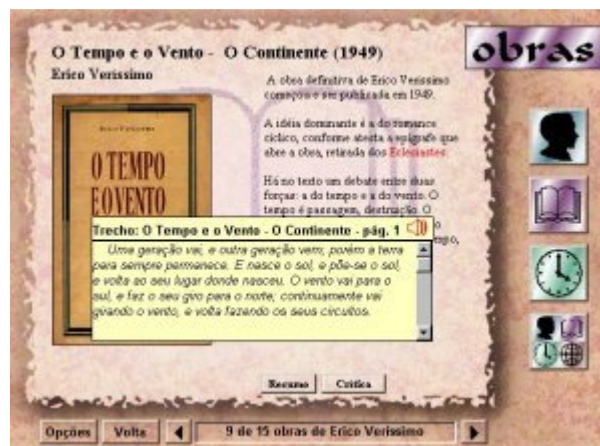 obras
O Tempo e o Vento - O Continente (1949)
Erico Verissimo
A obra definitiva de Erico Verissimo
começou a ser publicada em 1949.
A idéia dominante é a do romance
cíclico, conforme atesta a epígrafe que
abre a obra, retirada dos Eclesiastes.
Há no texto um debate entre duas
forças: a do tempo e a do vento. O
tempo é passagem, destruição. O
O TEMPO
E O VENTO
Trecho: O Tempo e o Vento - O Continente - pág. 1
Uma geração vai, e outra geração vem; porém a terra
para sempre permanece. E nasce o sol, e põe-se o sol,
e volta ao seu lugar donde nasceu. O vento vai para o
sul, e faz o seu giro para o norte; continuamente vai
girando o vento, e volta fazendo os seus circuitos.
Resumo
Crítica
Opções
Volta
9 de 15 obras de Erico Verissimo